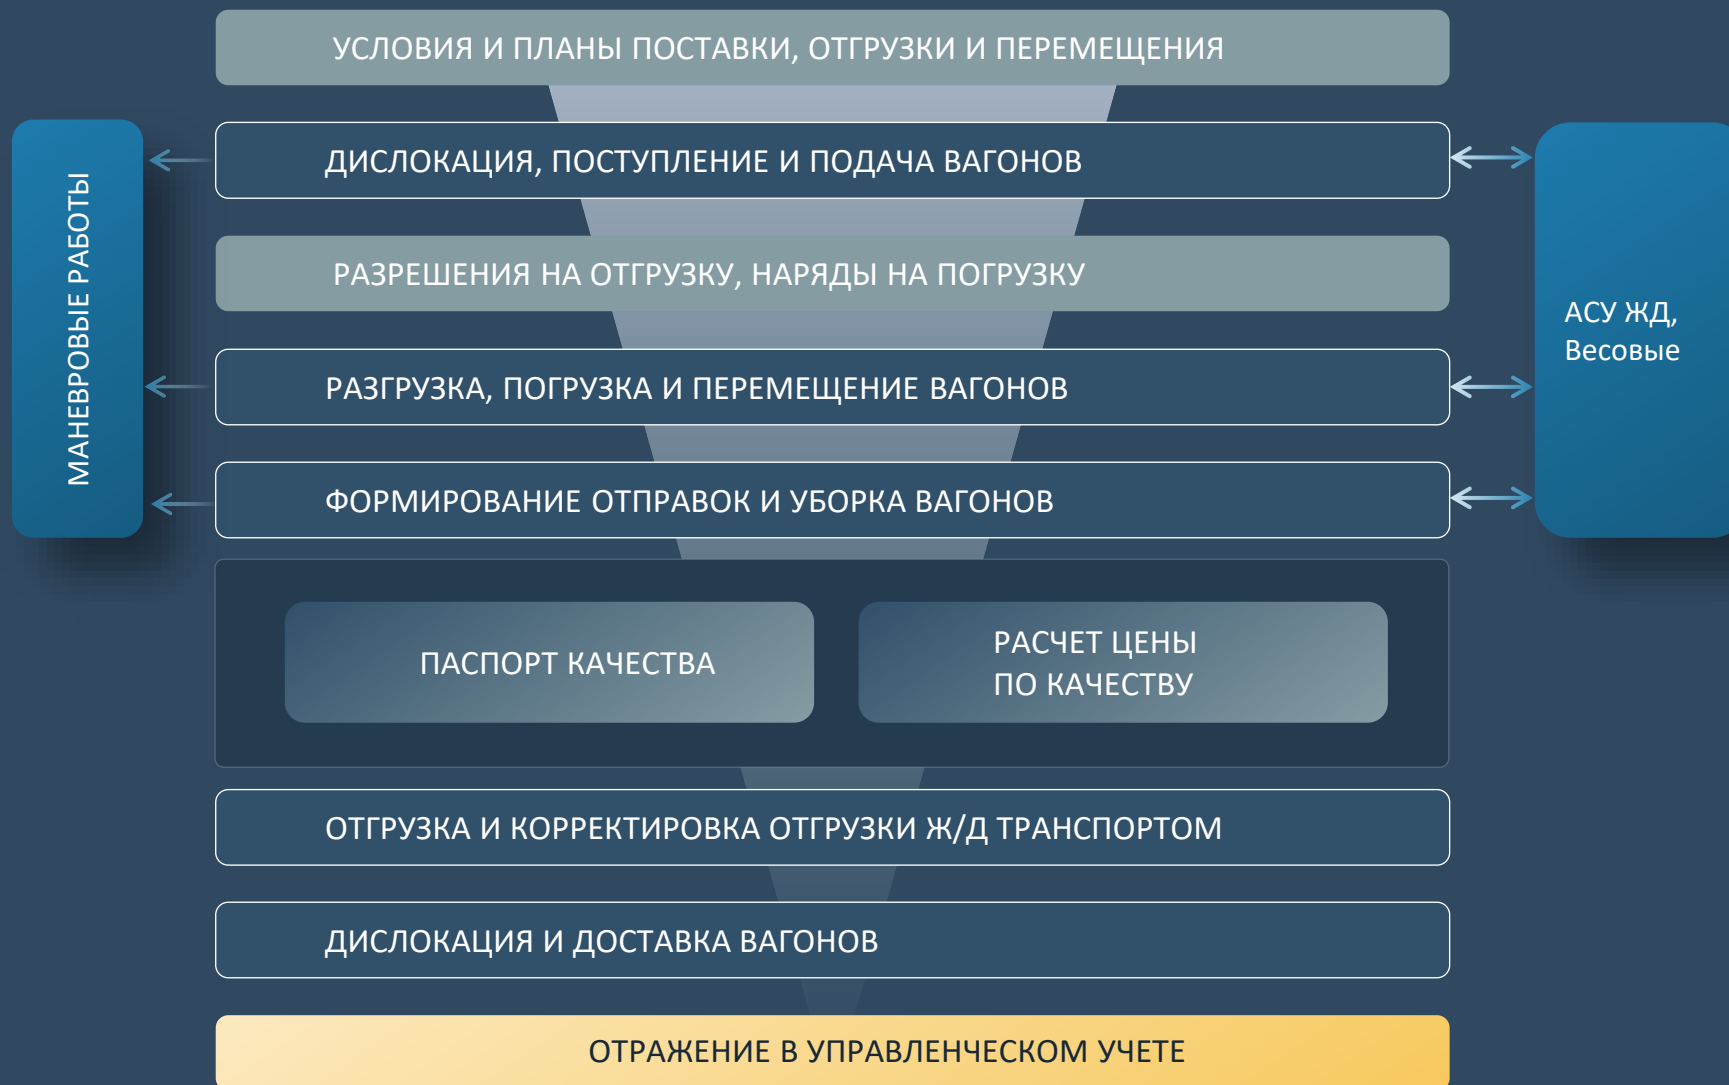 УСЛОВИЯ И ПЛАНЫ ПОСТАВКИ, ОТГРУЗКИ И ПЕРЕМЕЩЕНИЯ
МАНЕВРОВЫЕ РАБОТЫ
ДИСЛОКАЦИЯ, ПОСТУПЛЕНИЕ И ПОДАЧА ВАГОНОВ
РАЗРЕШЕНИЯ НА ОТГРУЗКУ, НАРЯДЫ НА ПОГРУЗКУ
РАЗГРУЗКА, ПОГРУЗКА И ПЕРЕМЕЩЕНИЕ ВАГОНОВ
ФОРМИРОВАНИЕ ОТПРАВОК И УБОРКА ВАГОНОВ
АСУ ЖД,
Весовые
ПАСПОРТ КАЧЕСТВА
РАСЧЕТ ЦЕНЫ
ПО КАЧЕСТВУ
ОТГРУЗКА И КОРРЕКТИРОВКА ОТГРУЗКИ Ж/Д ТРАНСПОРТОМ
ДИСЛОКАЦИЯ И ДОСТАВКА ВАГОНОВ
ОТРАЖЕНИЕ В УПРАВЛЕНЧЕСКОМ УЧЕТЕ